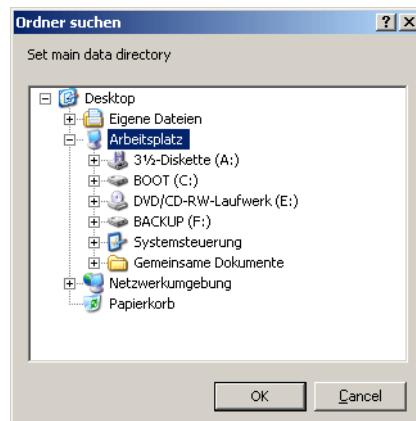 Ordner suchen
Set main data directory
Desktop
Eigene Dateien
Arbeitsplatz
3½-Diskette (A:)
BOOT (C:)
DVD/CD-RW-Laufwerk (E:)
BACKUP (F:)
Systemsteuerung
Gemeinsame Dokumente
Netzwerkumgebung
Papierkorb
OK Cancel